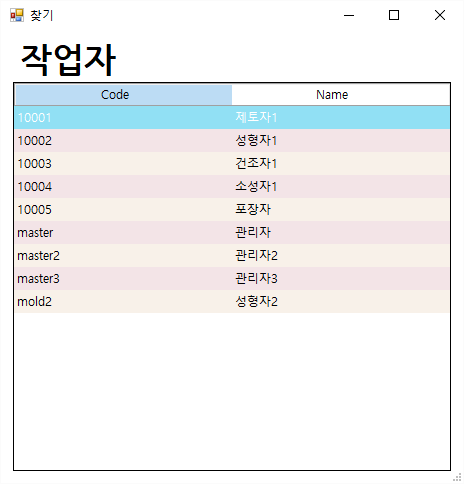 찾기
작업자
Code Name
10001 제토자1
10002 성형자1
10003 건조자1
10004 소성자1
10005 포장자
master 관리자
master2 관리자2
master3 관리자3
mold2 성형자2